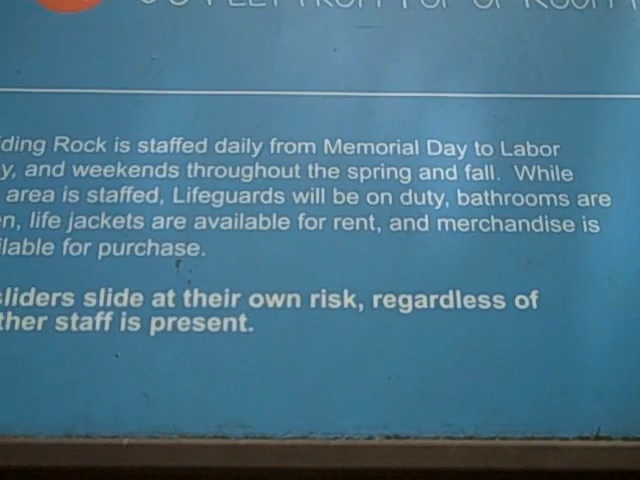 iding Rock is staffed daily from Memorial Day to Labor
y, and weekends throughout the spring and fall. While
area is staffed, Lifeguards will be on duty, bathrooms are
en, life jackets are available for rent, and merchandise is
ilable for purchase.
sliders slide at their own risk, regardless of
ther staff is present.